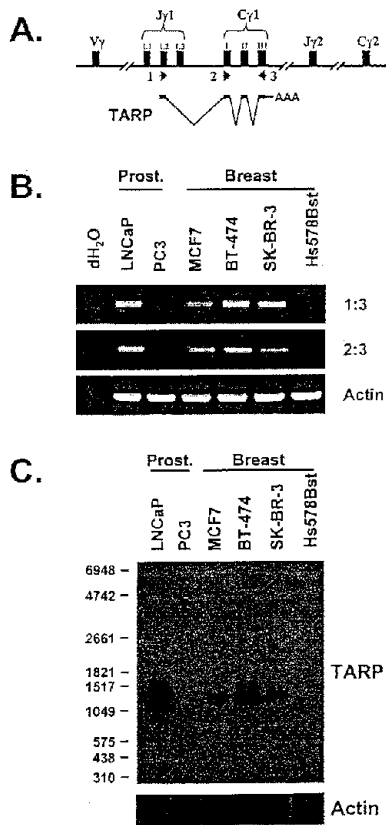 A.
Jγ1 Cγ1
Vγ Jγ2 Cγ2
1 2 3
AAA
TARP
B.
Prost. Breast
dH2O LNCaP PC3 MCF7 BT-474 SK-BR-3 Hs578Bst
1:3
2:3
Actin
C.
Prost. Breast
LNCaP PC3 MCF7 BT-474 SK-BR-3 Hs578Bst
6948
4742
2661
TARP
1821
1517
1049
575
438
310
Actin